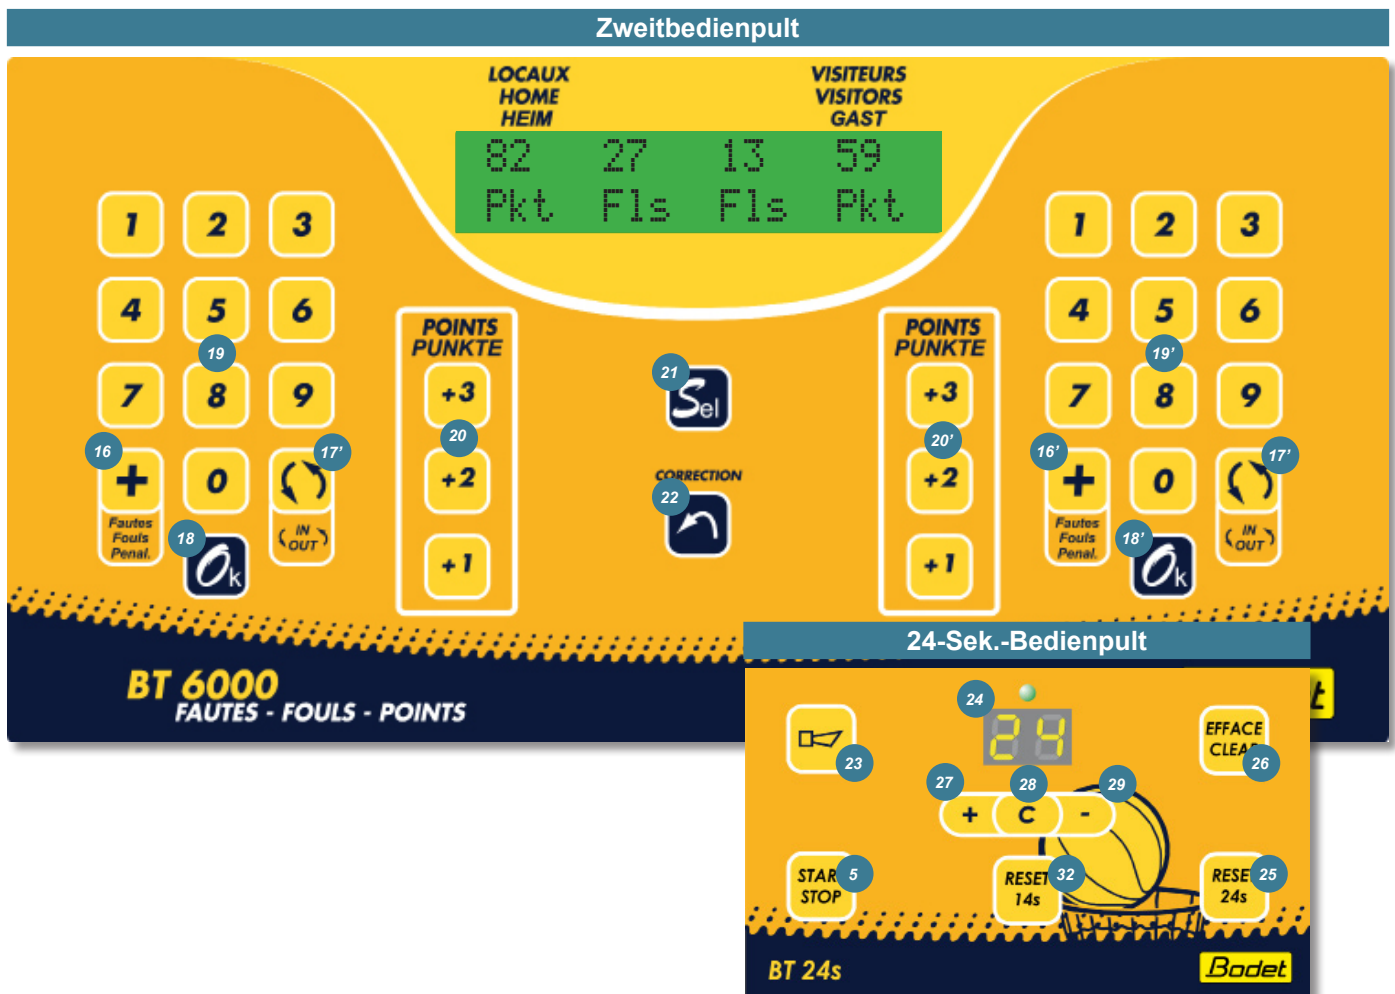 Zweitbedienpult
LOCAUX
HOME
HEIM
VISITEURS
VISITORS
GAST
82 27 13 59
Pkt Fls Fls Pkt
1 2 3
4 5 6
19
7 8 9
16 17'
+ 0
Fautes
Fouls
Penal.
IN
OUT
18
Ok
POINTS
PUNKTE
+3
20
+2
+1
21
Sel
CORRECTION
22
POINTS
PUNKTE
+3
20'
+2
+1
1 2 3
4 5 6
19'
7 8 9
16' 17'
+ 0
Fautes
Fouls
Penal.
IN
OUT
18'
Ok
BT 6000
FAUTES - FOULS - POINTS
24-Sek.-Bedienpult
24
24
23
EFFACE
CLEAR
26
27 28 29
+ C -
START
STOP
5
RESET
14s
32
RESET
24s
25
BT 24s
Bodet